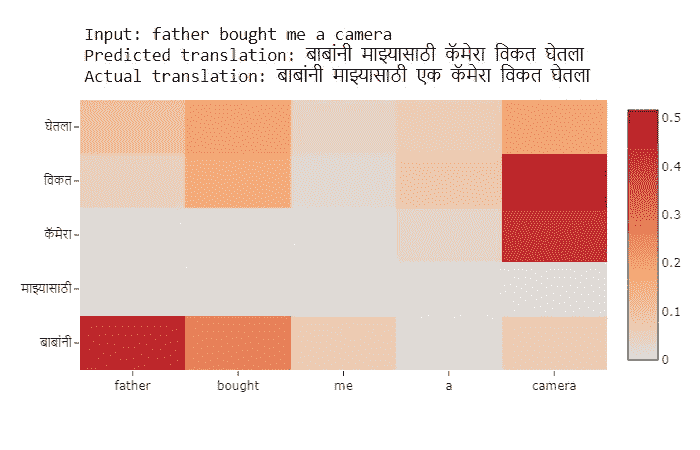 Input: father bought me a camera
Predicted translation: बाबांनी माझ्यासाठी कॅमेरा विकत घेतला
Actual translation: बाबांनी माझ्यासाठी एक कॅमेरा विकत घेतला
घेतला
विकत
कॅमेरा
माझ्यासाठी
बाबांनी
father bought me a camera
0.5
0.4
0.3
0.2
0.1
0